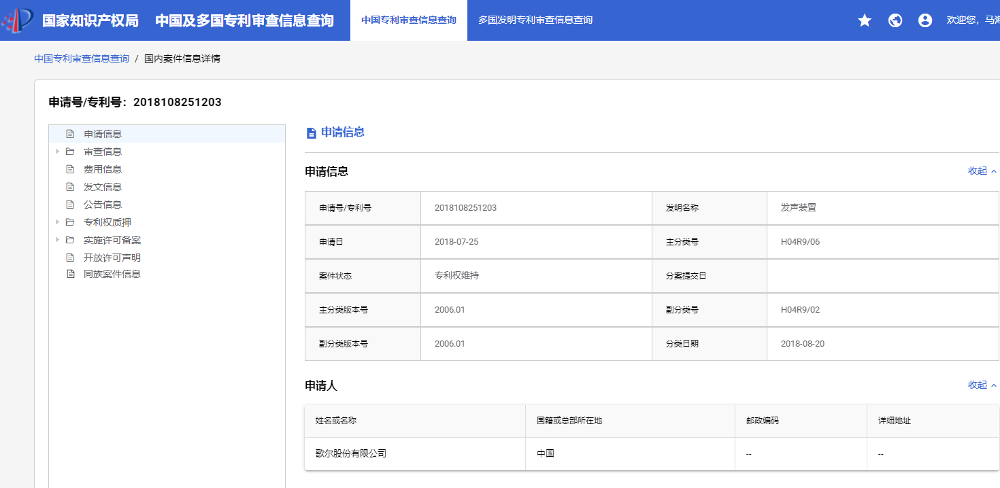 国家知识产权局 中国及多国专利审查信息查询 中国专利审查信息查询 多国发明专利审查信息查询 欢迎您，马海
中国专利审查信息查询 / 国内案件信息详情
申请号/专利号：2018108251203
申请信息
审查信息
费用信息
发文信息
公告信息
专利权质押
实施许可备案
开放许可声明
同族案件信息
申请信息
申请信息 收起
申请号/专利号 2018108251203 发明名称 发声装置
申请日 2018-07-25 主分类号 H04R9/06
案件状态 专利权维持 分案提交日
主分类版本号 2006.01 副分类号 H04R9/02
副分类版本号 2006.01 分类日期 2018-08-20
申请人 收起
姓名或名称 国籍或总部所在地 邮政编码 详细地址
歌尔股份有限公司 中国 -- --